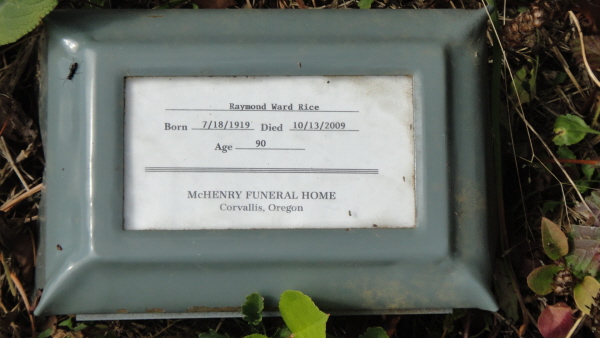 Raymond Ward Rice
Born 7/18/1919 Died 10/13/2009
Age 90
McHENRY FUNERAL HOME
Corvallis, Oregon